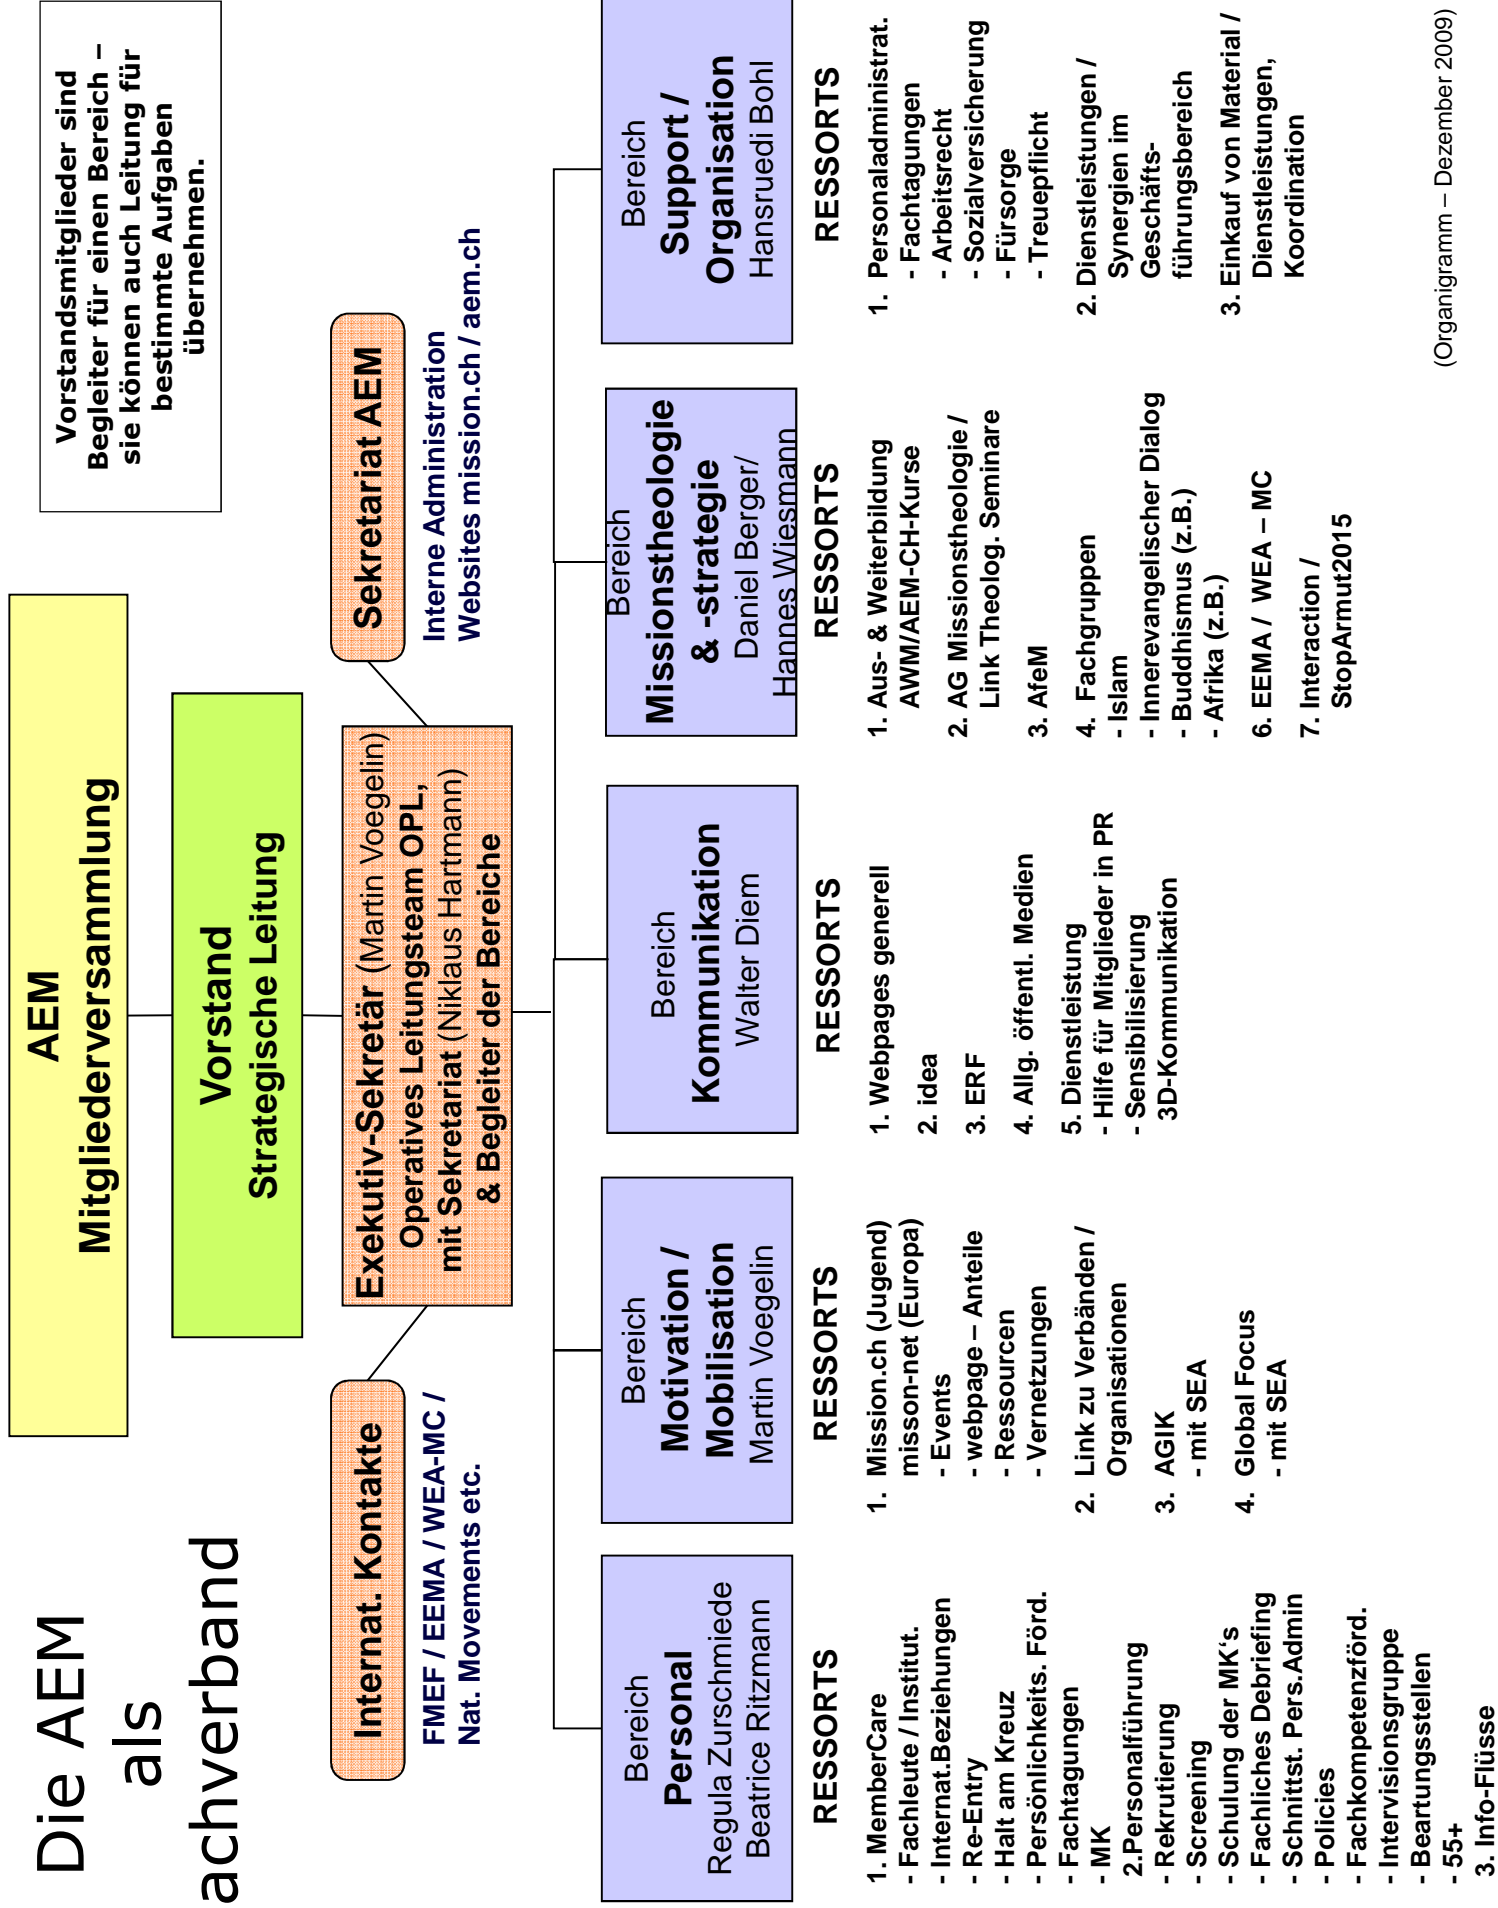 Die AEM
als
achverband
AEM
Mitgliederversammlung
Vorstandsmitglieder sind
Begleiter für einen Bereich –
sie können auch Leitung für
bestimmte Aufgaben
übernehmen.
Vorstand
Strategische Leitung
Internat. Kontakte
FMEF / EEMA / WEA-MC /
Nat. Movements etc.
Exekutiv-Sekretär (Martin Voegelin)
Operatives Leitungsteam OPL,
mit Sekretariat (Niklaus Hartmann)
& Begleiter der Bereiche
Sekretariat AEM
Interne Administration
Websites mission.ch / aem.ch
Bereich
Personal
Regula Zurschmiede
Beatrice Ritzmann
RESSORTS
1. MemberCare
- Fachleute / Institut.
- Internat.Beziehungen
- Re-Entry
- Halt am Kreuz
- Persönlichkeits. Förd.
- Fachtagungen
- MK
2.Personalführung
- Rekrutierung
- Screening
- Schulung der MK‘s
- Fachliches Debriefing
- Schnittst. Pers.Admin
- Policies
- Fachkompetenzförd.
- Intervisionsgruppe
- Beartungsstellen
- 55+
3. Info-Flüsse
Bereich
Motivation /
Mobilisation
Martin Voegelin
RESSORTS
1. Mission.ch (Jugend)
misson-net (Europa)
- Events
- webpage – Anteile
- Ressourcen
- Vernetzungen
2. Link zu Verbänden /
Organisationen
3. AGIK
- mit SEA
4. Global Focus
- mit SEA
Bereich
Kommunikation
Walter Diem
RESSORTS
1. Webpages generell
2. idea
3. ERF
4. Allg. öffentl. Medien
5. Dienstleistung
- Hilfe für Mitglieder in PR
- Sensibilisierung
3D-Kommunikation
Bereich
Missionstheologie
& -strategie
Daniel Berger/
Hannes Wiesmann
RESSORTS
1. Aus- & Weiterbildung
AWM/AEM-CH-Kurse
2. AG Missionstheologie /
Link Theolog. Seminare
3. AfeM
4. Fachgruppen
- Islam
- Innerevangelischer Dialog
- Buddhismus (z.B.)
- Afrika (z.B.)
6. EEMA / WEA – MC
7. Interaction /
StopArmut2015
Bereich
Support /
Organisation
Hansruedi Bohl
RESSORTS
1. Personaladministrat.
- Fachtagungen
- Arbeitsrecht
- Sozialversicherung
- Fürsorge
- Treuepflicht
2. Dienstleistungen /
Synergien im
Geschäfts-
führungsbereich
3. Einkauf von Material /
Dienstleistungen,
Koordination
(Organigramm – Dezember 2009)